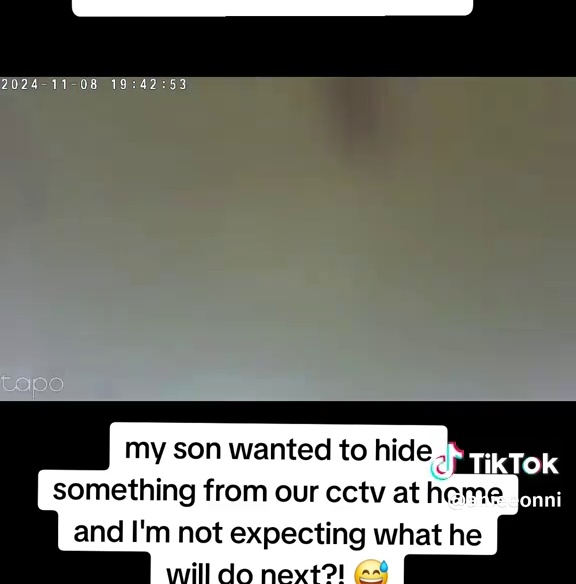 2024-11-08 19:42:53
tapo
my son wanted to hide
TikTok
something from our cctv at home
and I'm not expecting what he
will do next?! 😅